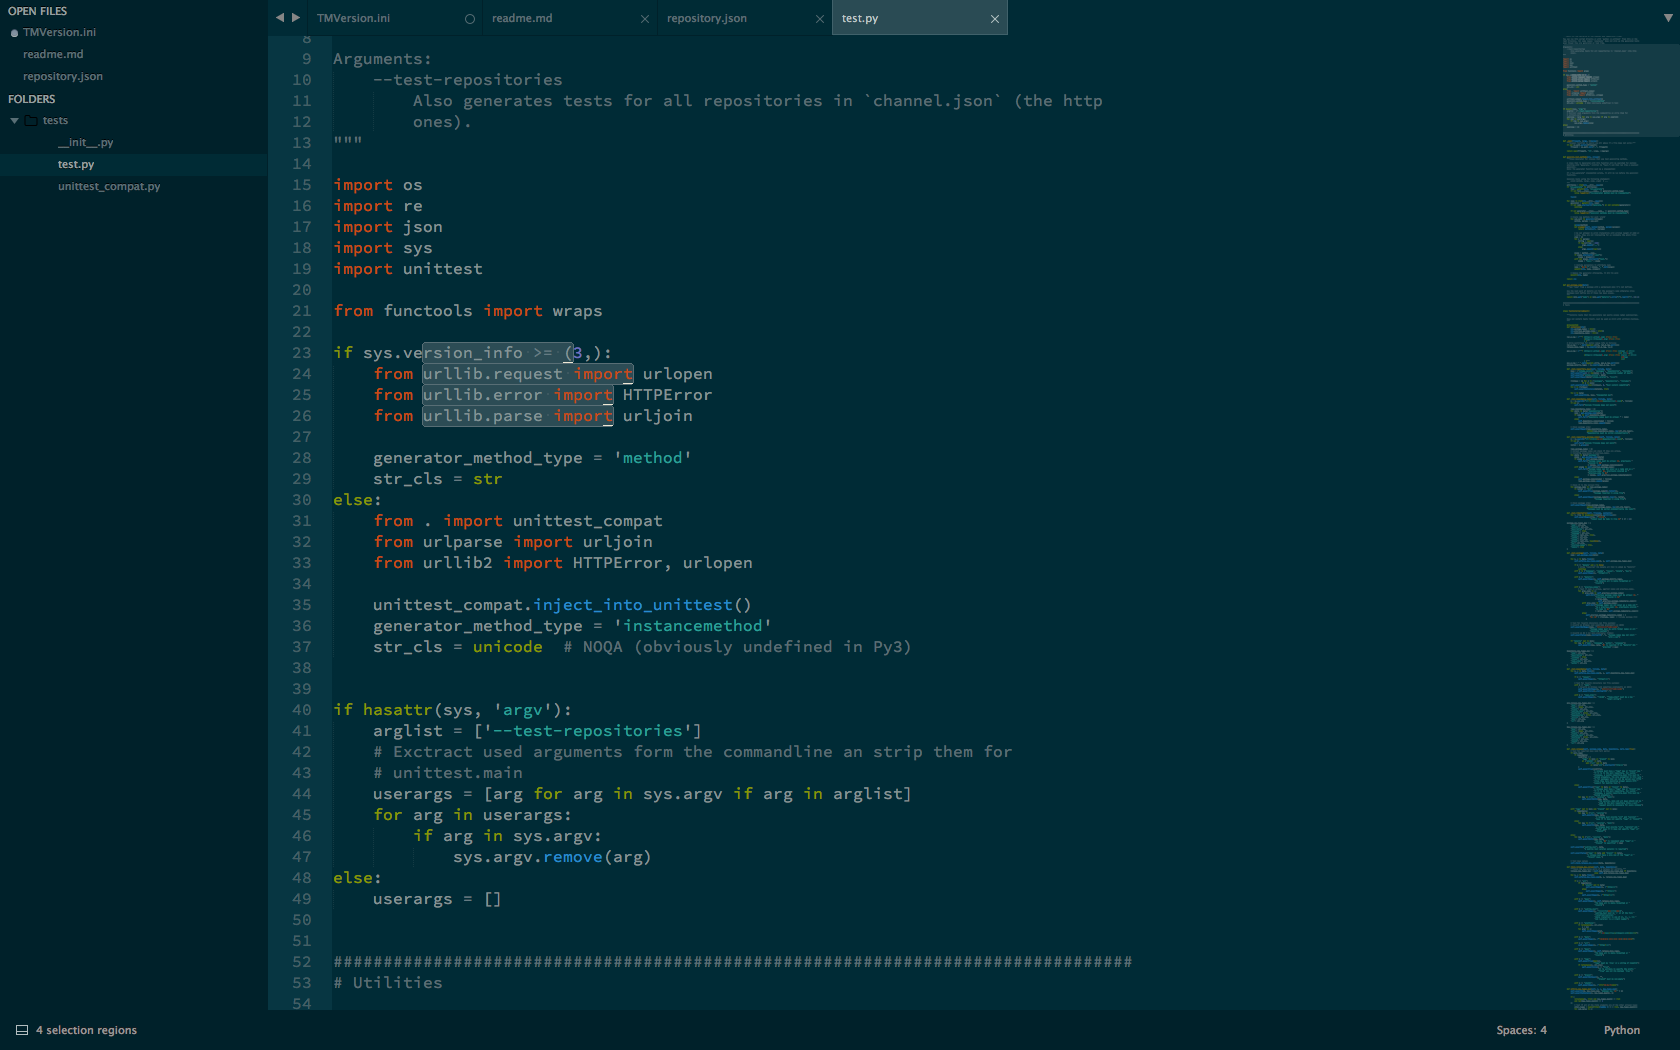 OPEN FILES
TMVersion.ini
readme.md
repository.json
FOLDERS
tests
__init__.py
test.py
unittest_compat.py
TMVersion.ini
readme.md
repository.json
test.py
8
9 Arguments:
10     --test-repositories
11         Also generates tests for all repositories in `channel.json` (the http
12         ones).
13 """
14
15 import os
16 import re
17 import json
18 import sys
19 import unittest
20
21 from functools import wraps
22
23 if sys.version_info >= (3,):
24     from urllib.request import urlopen
25     from urllib.error import HTTPError
26     from urllib.parse import urljoin
27
28     generator_method_type = 'method'
29     str_cls = str
30 else:
31     from . import unittest_compat
32     from urlparse import urljoin
33     from urllib2 import HTTPError, urlopen
34
35     unittest_compat.inject_into_unittest()
36     generator_method_type = 'instancemethod'
37     str_cls = unicode  # NOQA (obviously undefined in Py3)
38
39
40 if hasattr(sys, 'argv'):
41     arglist = ['--test-repositories']
42     # Exctract used arguments form the commandline an strip them for
43     # unittest.main
44     userargs = [arg for arg in sys.argv if arg in arglist]
45     for arg in userargs:
46         if arg in sys.argv:
47             sys.argv.remove(arg)
48 else:
49     userargs = []
50
51
52 ################################################################################
53 # Utilities
54
4 selection regions
Spaces: 4
Python